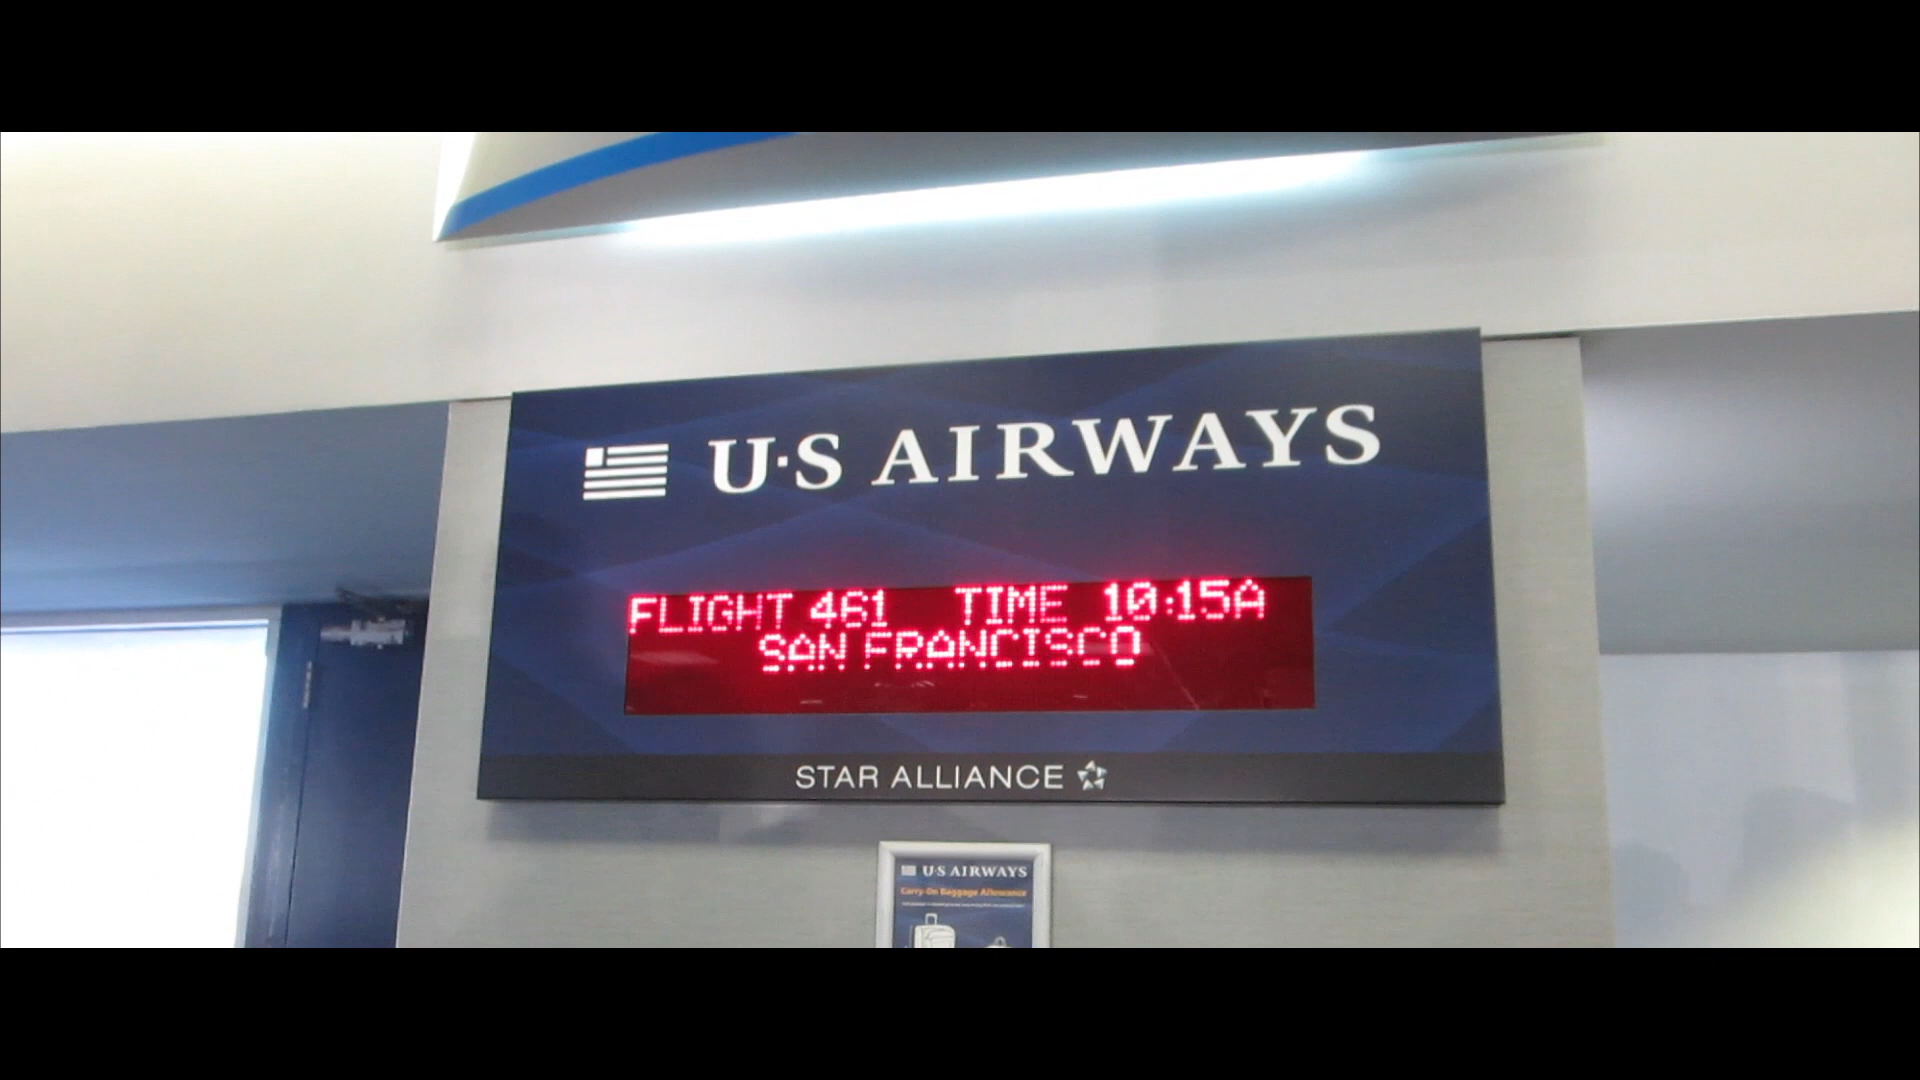 U·S AIRWAYS
FLIGHT 461 TIME 10:15A
SAN FRANCISCO
STAR ALLIANCE
U·S AIRWAYS
Carry-On Baggage Allowance